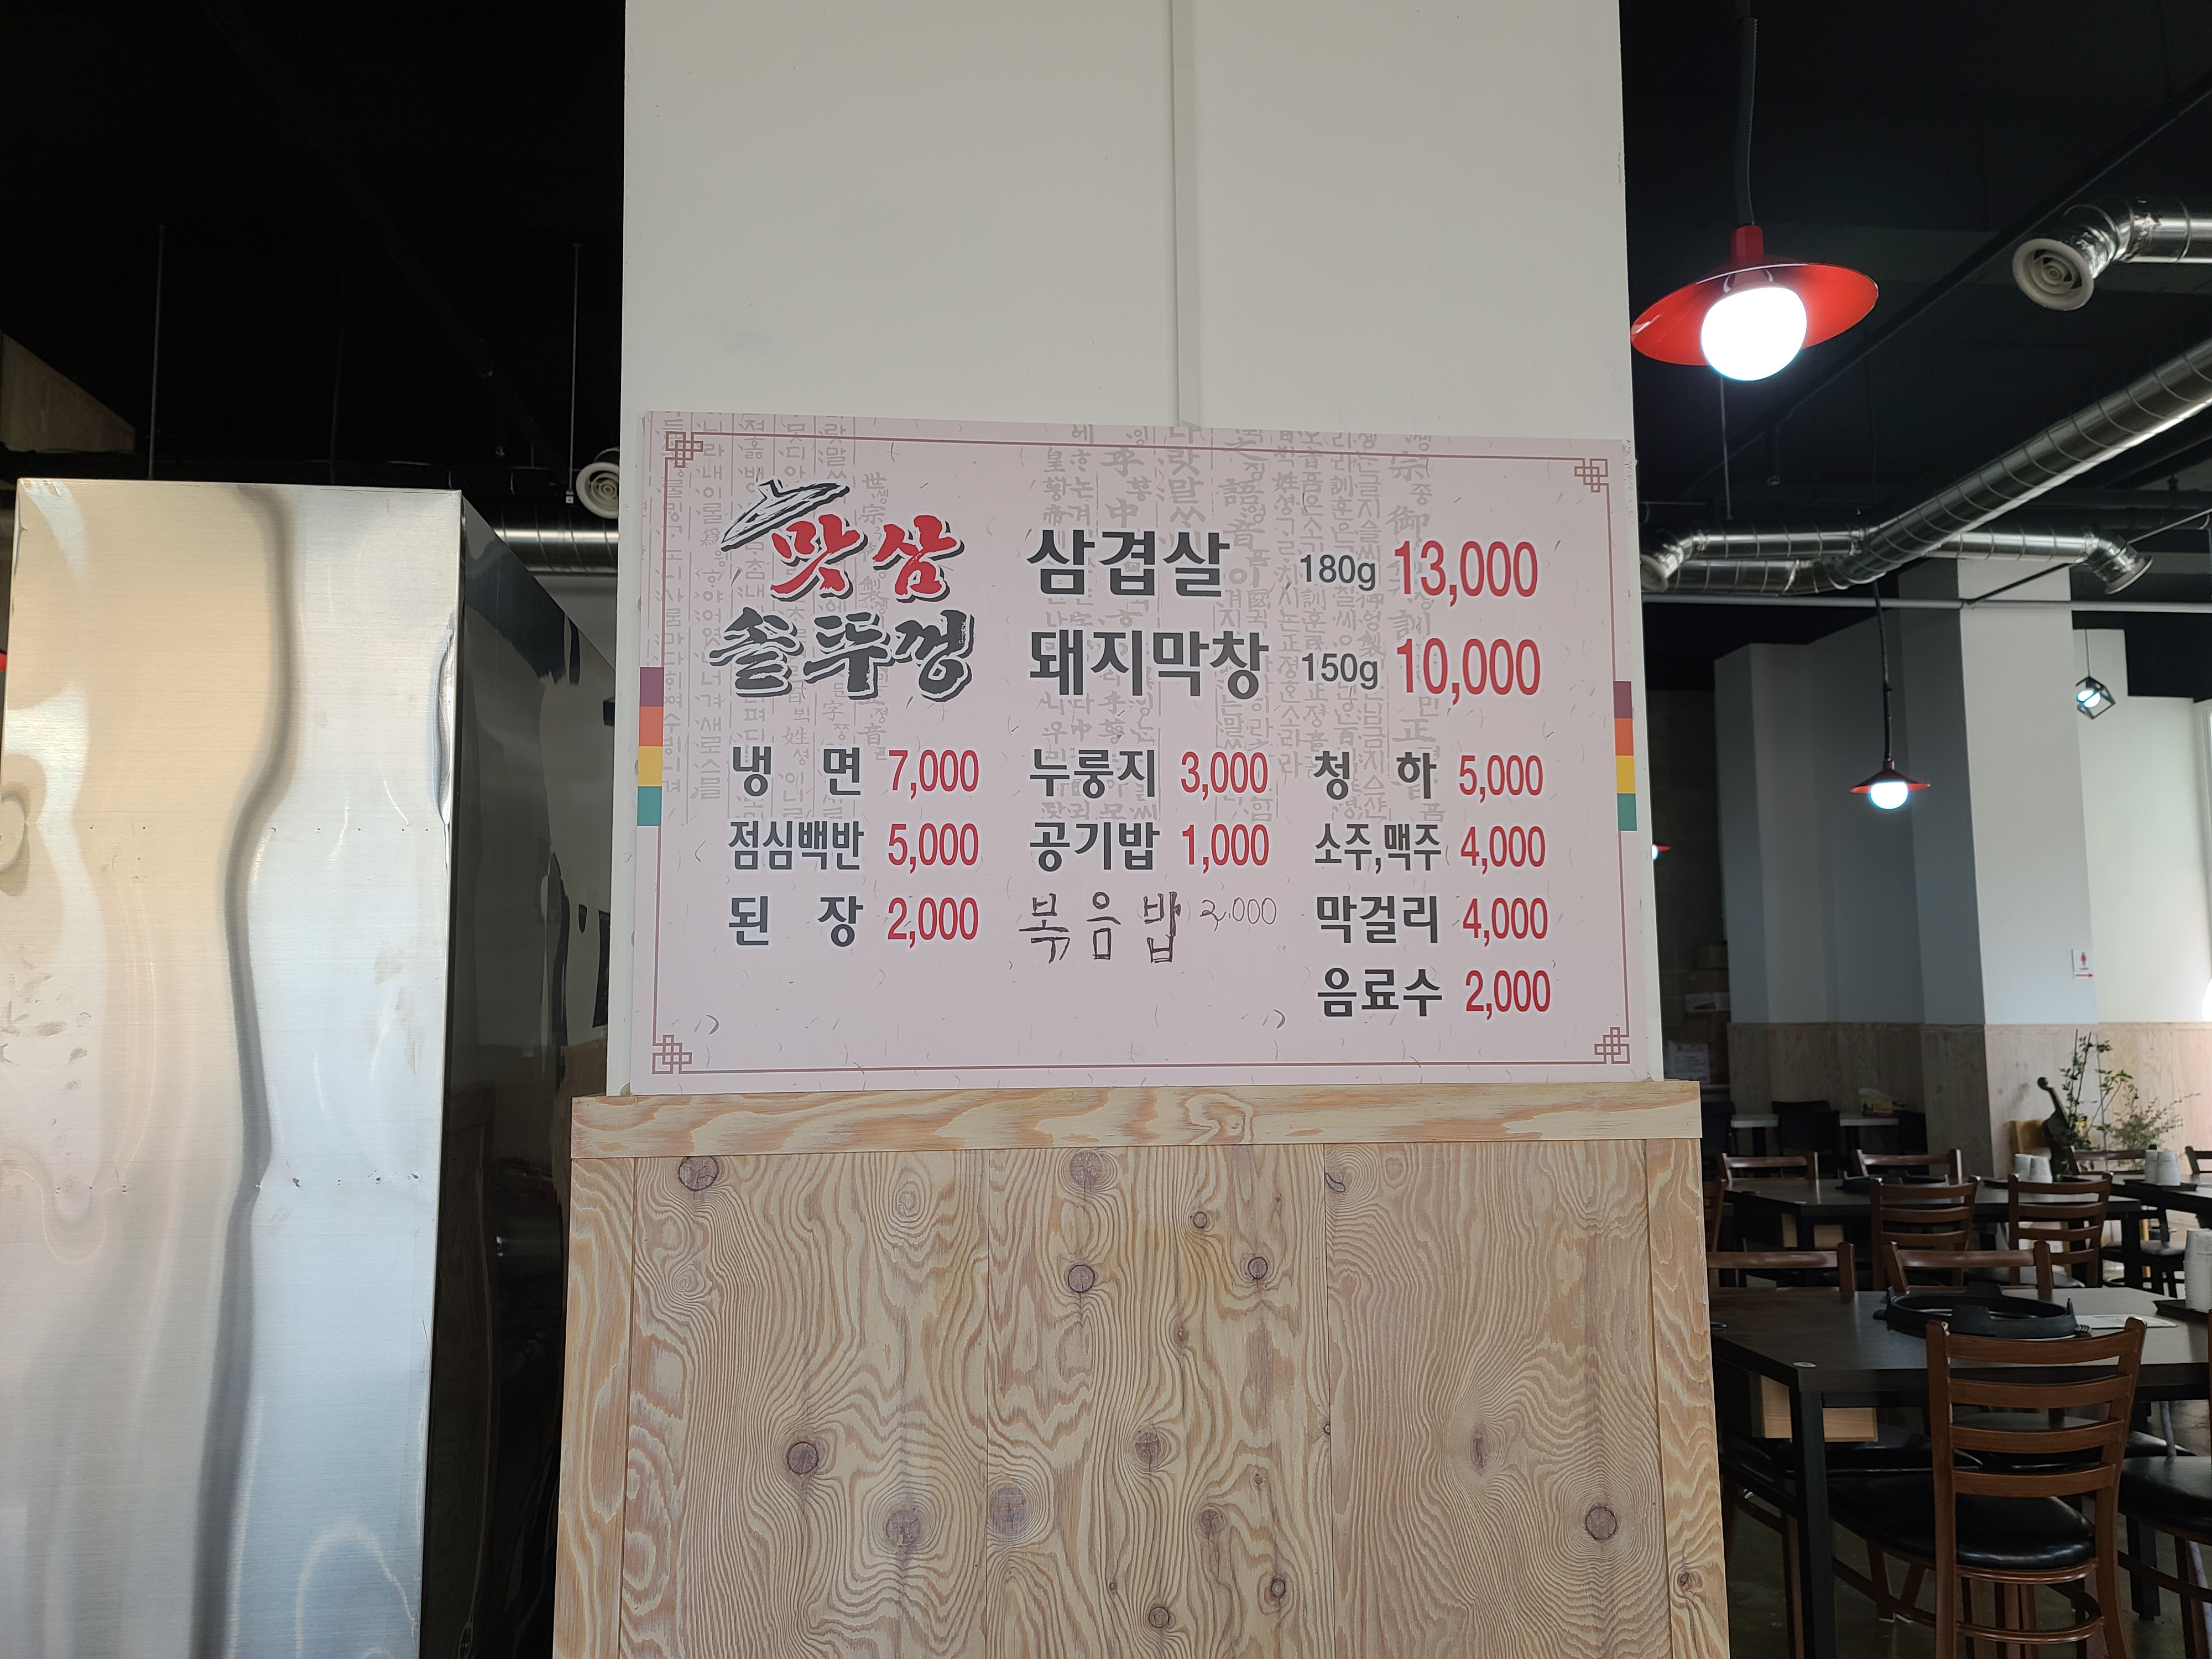 맛삼
솥뚜껑
삼겹살 180g 13,000
돼지막창 150g 10,000
냉 면 7,000
점심백반 5,000
된 장 2,000
누룽지 3,000
공기밥 1,000
볶음밥 2,000
청 하 5,000
소주,맥주 4,000
막걸리 4,000
음료수 2,000